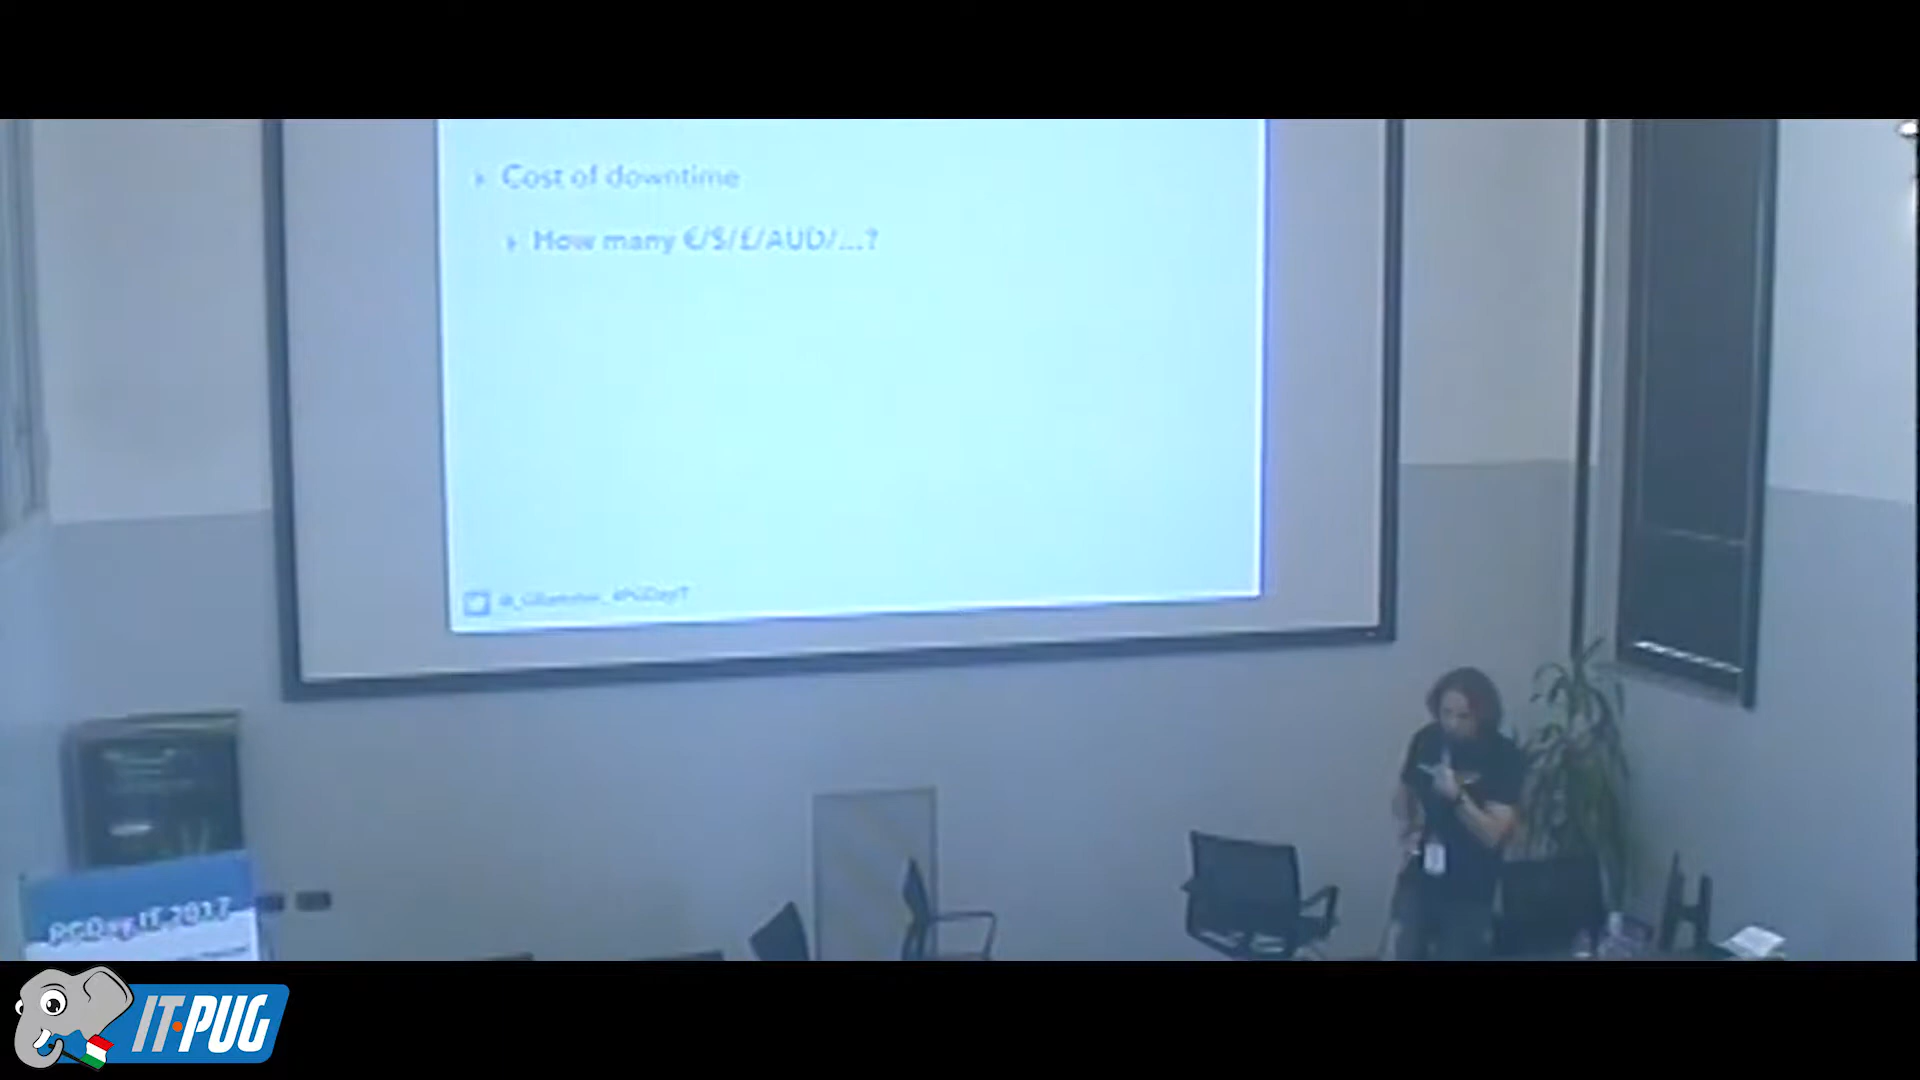 Cost of downtime
How many €/$/£/AUD/...?
PGDay.IT 2017
IT-PUG